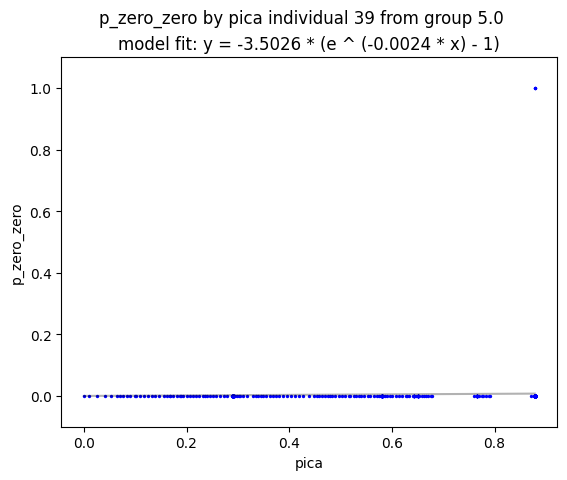 p_zero_zero by pica individual 39 from group 5.0
model fit: y = -3.5026 * (e ^ (-0.0024 * x) - 1)
1.0
0.8
0.6
0.4
0.2
0.0
p_zero_zero
0.0 0.2 0.4 0.6 0.8
pica